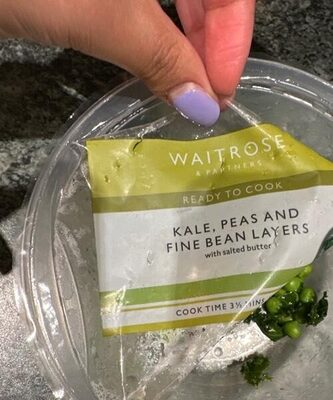 WAITROSE
& PARTNERS
READY TO COOK
KALE, PEAS AND
FINE BEAN LAYERS
with salted butter
COOK TIME 3½ MINS